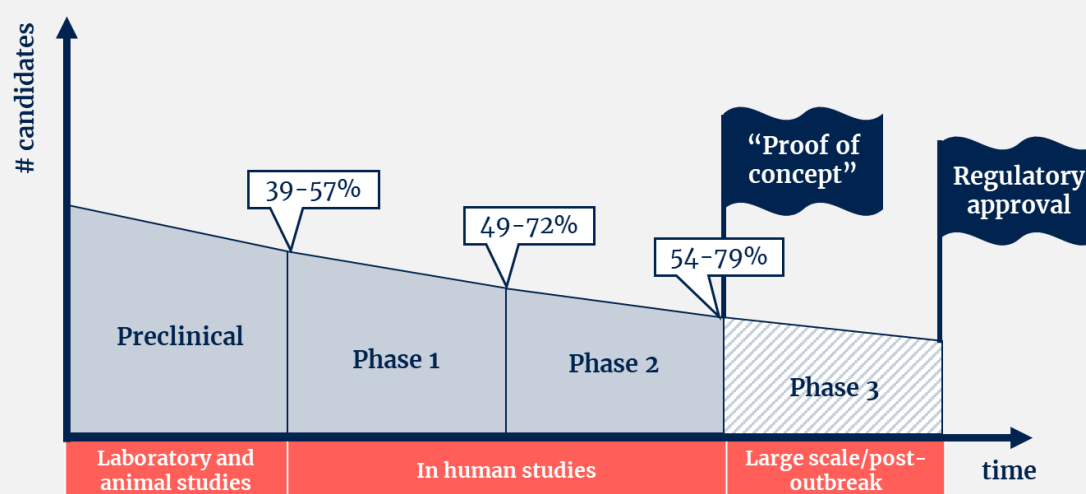 # candidates
"Proof of
concept"
Regulatory
approval
39-57%
49-72%
54-79%
Preclinical
Phase 1
Phase 2
Phase 3
Laboratory and
animal studies
In human studies
Large scale/post-
outbreak
time